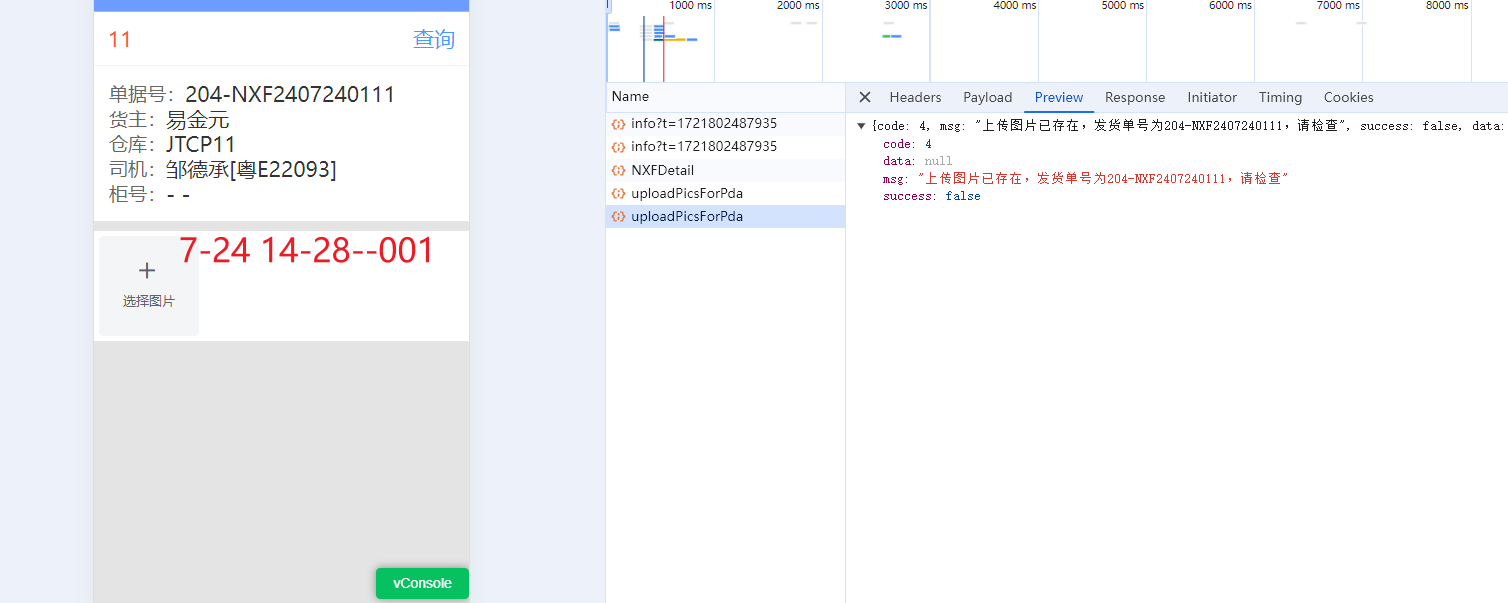 11 查询
单据号：204-NXF2407240111
货主：易金元
仓库：JTCP11
司机：邹德承[粤E22093]
柜号：- -
7-24 14-28--001
+
选择图片
vConsole
1000 ms 2000 ms 3000 ms 4000 ms 5000 ms 6000 ms 7000 ms 8000 ms
Name
info?t=1721802487935
info?t=1721802487935
NXFDetail
uploadPicsForPda
uploadPicsForPda
Headers Payload Preview Response Initiator Timing Cookies
{code: 4, msg: "上传图片已存在，发货单号为204-NXF2407240111，请检查", success: false, data:
code: 4
data: null
msg: "上传图片已存在，发货单号为204-NXF2407240111，请检查"
success: false